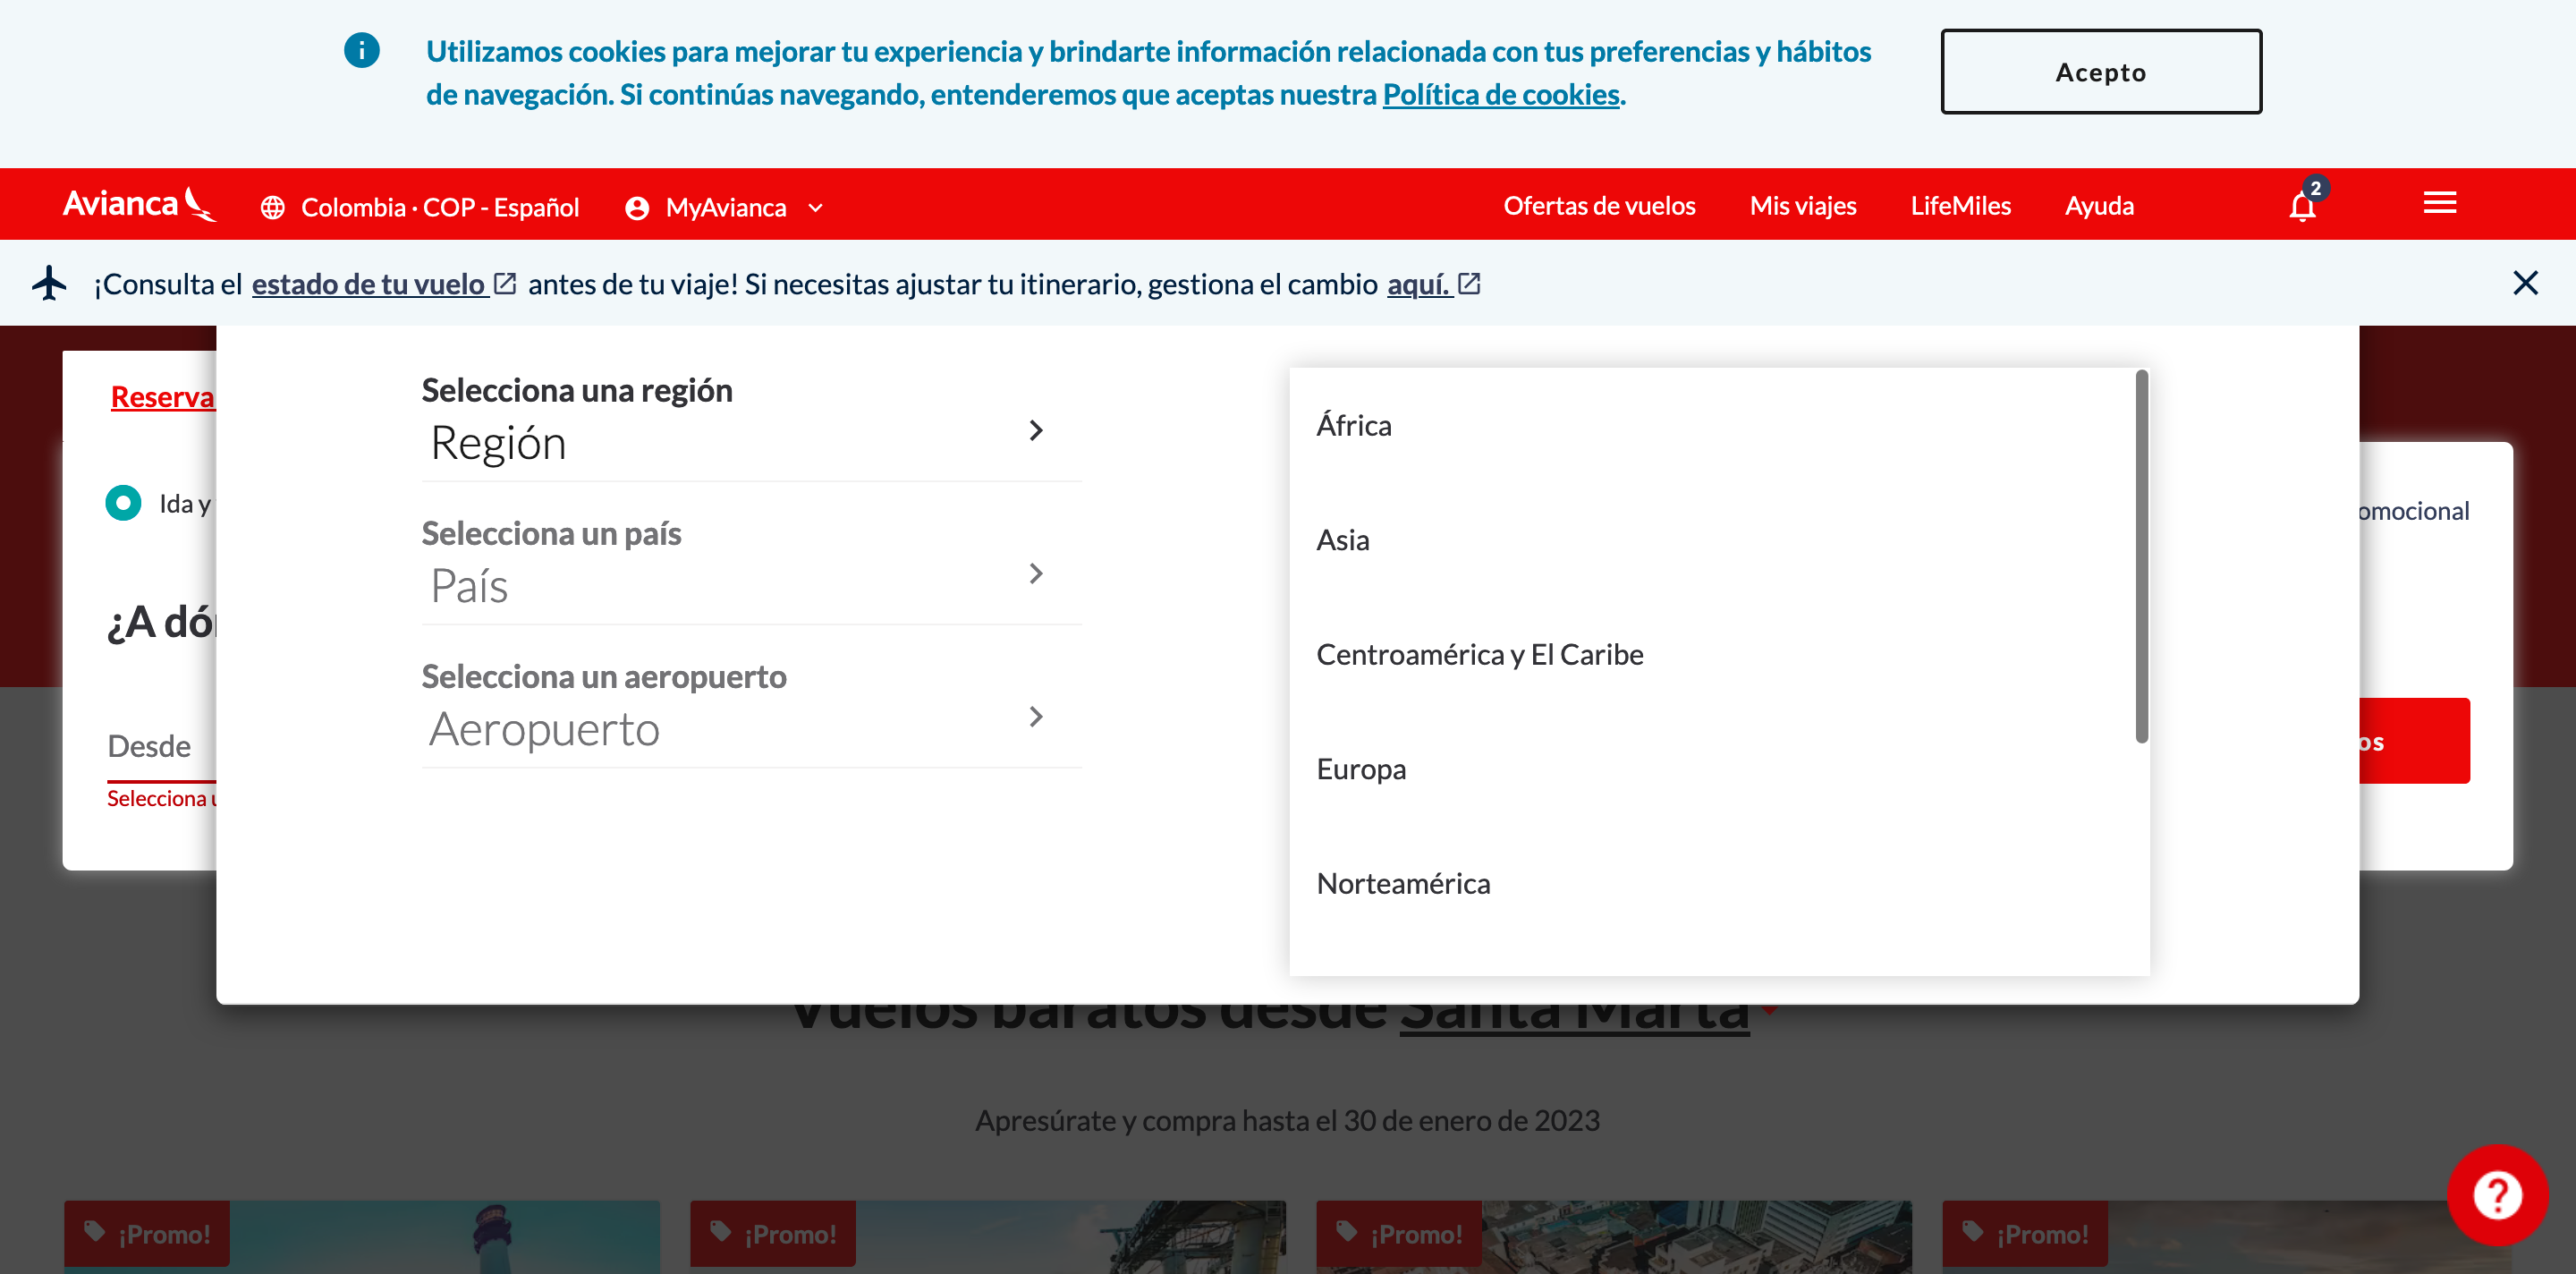 Utilizamos cookies para mejorar tu experiencia y brindarte información relacionada con tus preferencias y hábitos
de navegación. Si continúas navegando, entenderemos que aceptas nuestra Política de cookies.
Acepto
Avianca
Colombia · COP - Español
MyAvianca
Ofertas de vuelos
Mis viajes
LifeMiles
Ayuda
2
¡Consulta el estado de tu vuelo antes de tu viaje! Si necesitas ajustar tu itinerario, gestiona el cambio aquí.
Reserva
Selecciona una región
Región
África
Ida y
omocional
Selecciona un país
País
Asia
¿A dó
Centroamérica y El Caribe
Selecciona un aeropuerto
Aeropuerto
Desde
os
Europa
Selecciona
Norteamérica
Vuelos baratos desde Santa Marta
Apresúrate y compra hasta el 30 de enero de 2023
¡Promo!
¡Promo!
¡Promo!
¡Promo!
?